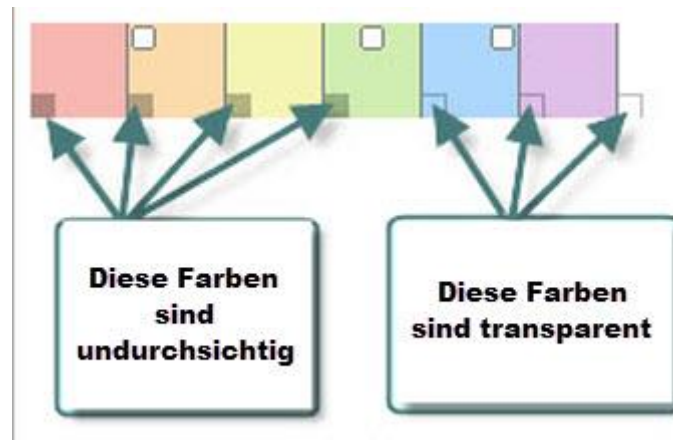 Diese Farben
sind
undurchsichtig
Diese Farben
sind transparent